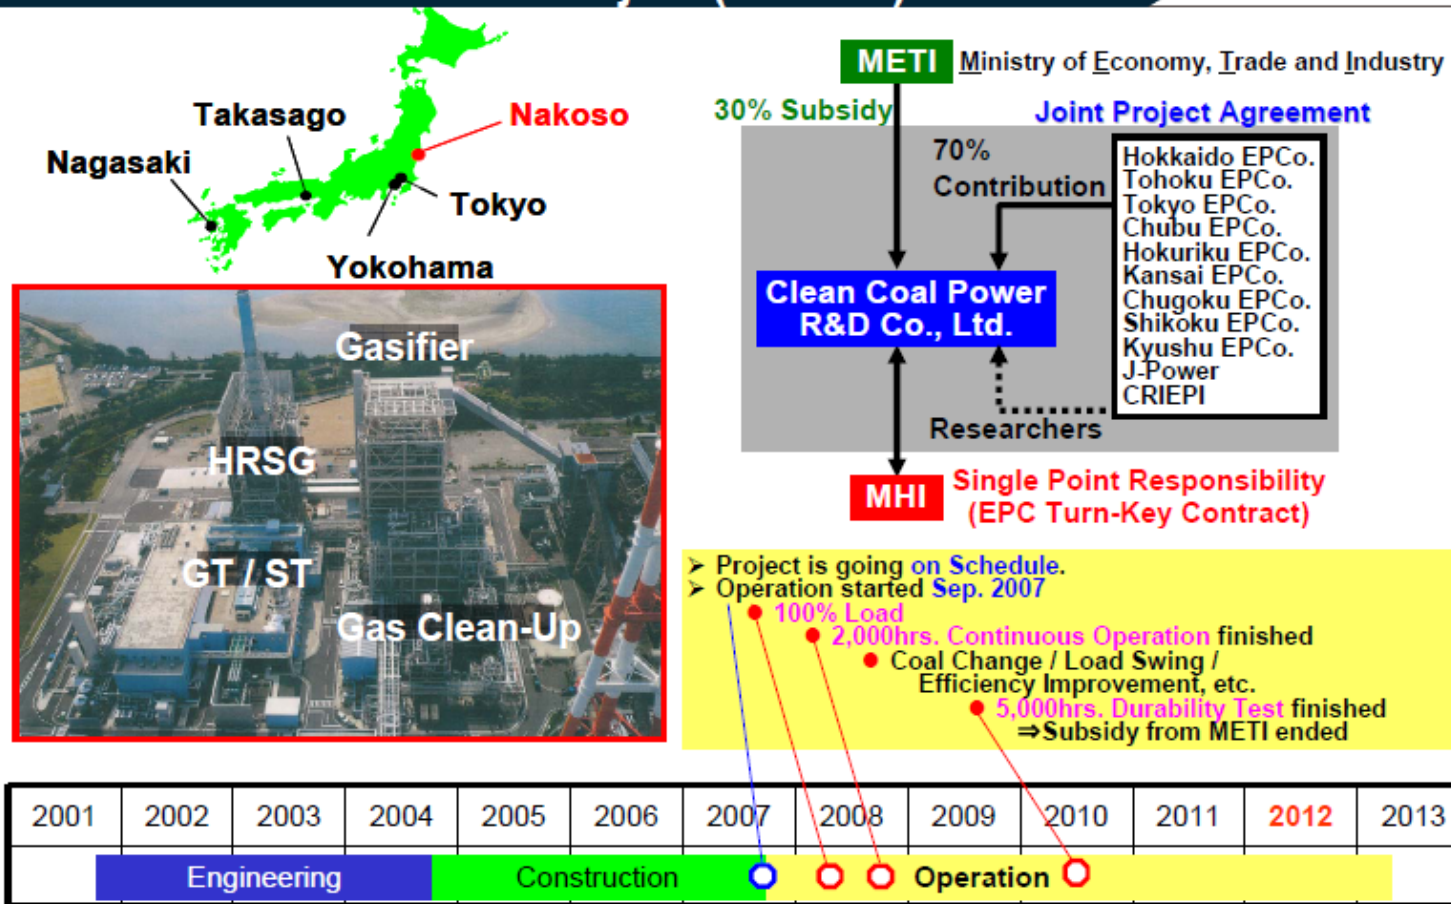 METI Ministry of Economy, Trade and Industry
30% Subsidy
Joint Project Agreement
70%
Contribution
Hokkaido EPCo.
Tohoku EPCo.
Tokyo EPCo.
Chubu EPCo.
Hokuriku EPCo.
Kansai EPCo.
Chugoku EPCo.
Shikoku EPCo.
Kyushu EPCo.
J-Power
CRIEPI
Clean Coal Power
R&D Co., Ltd.
Researchers
MHI
Single Point Responsibility
(EPC Turn-Key Contract)
Takasago
Nakoso
Nagasaki
Tokyo
Yokohama
Gasifier
HRSG
GT / ST
Gas Clean-Up
➢ Project is going on Schedule.
➢ Operation started Sep. 2007
● 100% Load
● 2,000hrs. Continuous Operation finished
● Coal Change / Load Swing /
Efficiency Improvement, etc.
● 5,000hrs. Durability Test finished
⇒Subsidy from METI ended
2001 2002 2003 2004 2005 2006 2007 2008 2009 2010 2011 2012 2013
Engineering Construction Operation